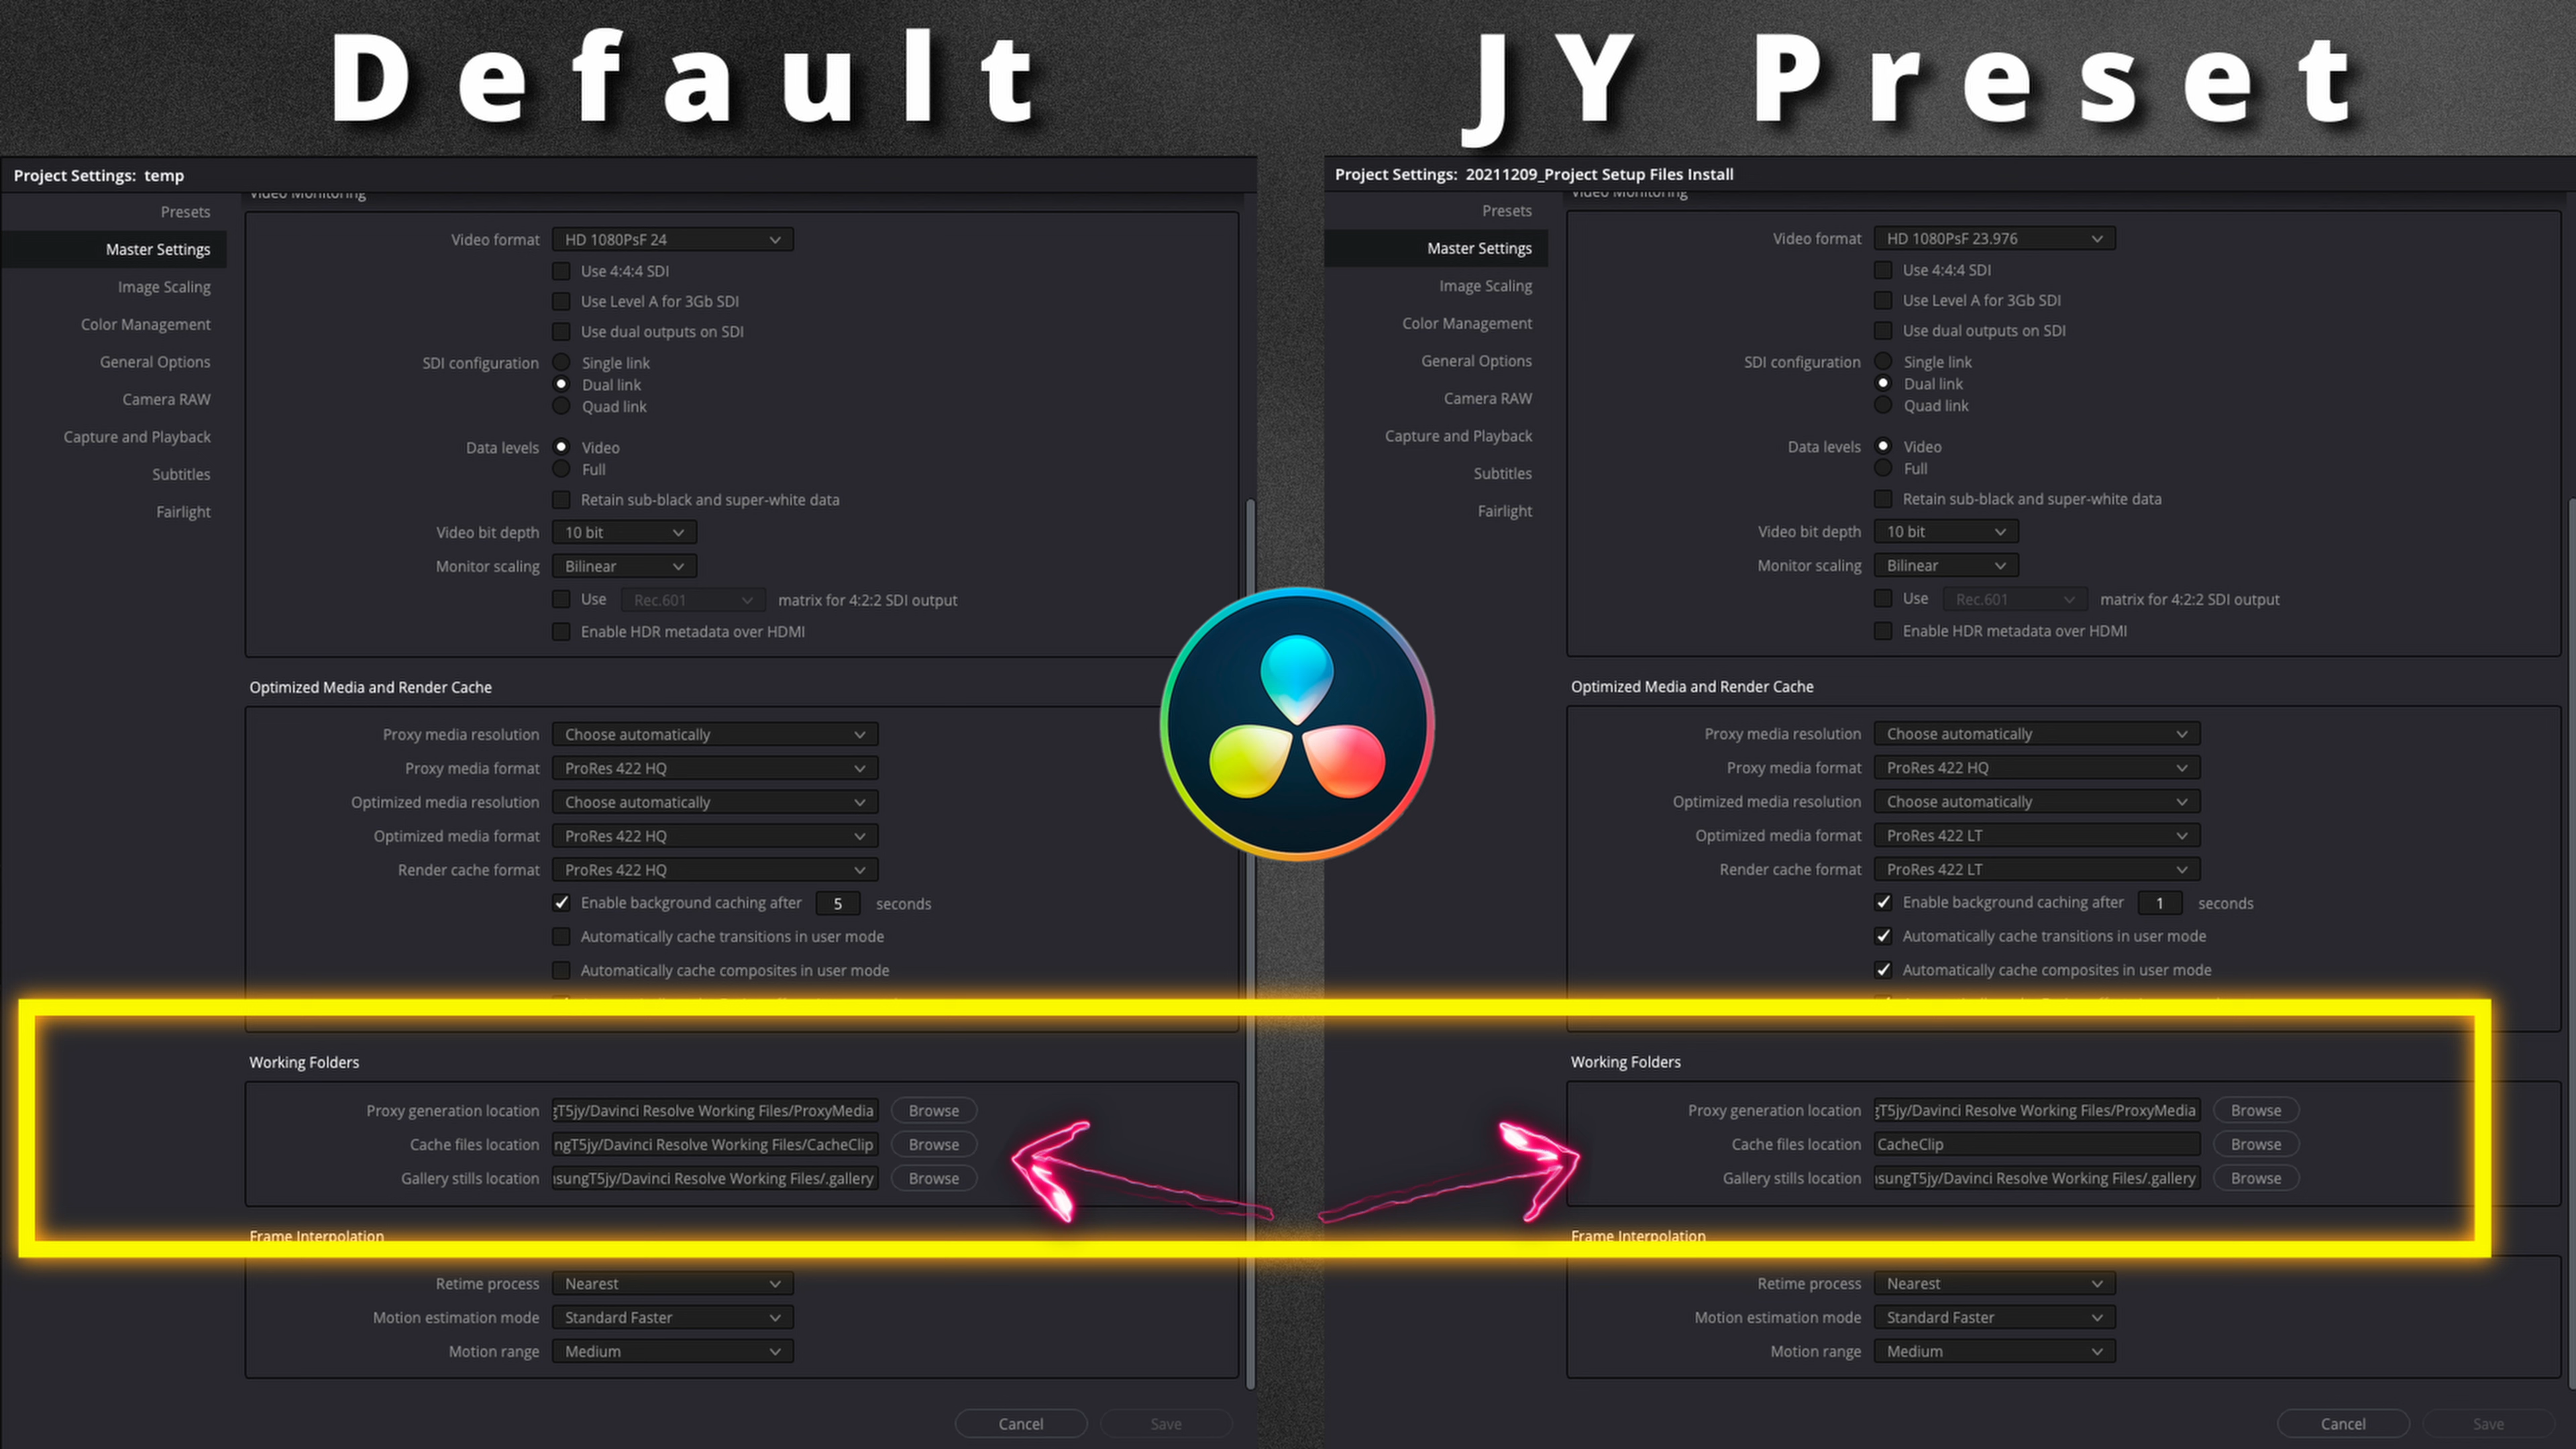 Default
JY Preset
Project Settings: temp
Video Monitoring
Presets
Master Settings
Image Scaling
Color Management
General Options
Camera RAW
Capture and Playback
Subtitles
Fairlight
Video format HD 1080PsF 24
Use 4:4:4 SDI
Use Level A for 3Gb SDI
Use dual outputs on SDI
SDI configuration Single link
Dual link
Quad link
Data levels Video
Full
Retain sub-black and super-white data
Video bit depth 10 bit
Monitor scaling Bilinear
Use Rec.601 matrix for 4:2:2 SDI output
Enable HDR metadata over HDMI
Optimized Media and Render Cache
Proxy media resolution Choose automatically
Proxy media format ProRes 422 HQ
Optimized media resolution Choose automatically
Optimized media format ProRes 422 HQ
Render cache format ProRes 422 HQ
Enable background caching after 5 seconds
Automatically cache transitions in user mode
Automatically cache composites in user mode
Working Folders
Proxy generation location gT5jy/Davinci Resolve Working Files/ProxyMedia Browse
Cache files location ngT5jy/Davinci Resolve Working Files/CacheClip Browse
Gallery stills location sungT5jy/Davinci Resolve Working Files/.gallery Browse
Frame Interpolation
Retime process Nearest
Motion estimation mode Standard Faster
Motion range Medium
Cancel Save
Project Settings: 20211209_Project Setup Files Install
Video Monitoring
Presets
Master Settings
Image Scaling
Color Management
General Options
Camera RAW
Capture and Playback
Subtitles
Fairlight
Video format HD 1080PsF 23.976
Use 4:4:4 SDI
Use Level A for 3Gb SDI
Use dual outputs on SDI
SDI configuration Single link
Dual link
Quad link
Data levels Video
Full
Retain sub-black and super-white data
Video bit depth 10 bit
Monitor scaling Bilinear
Use Rec.601 matrix for 4:2:2 SDI output
Enable HDR metadata over HDMI
Optimized Media and Render Cache
Proxy media resolution Choose automatically
Proxy media format ProRes 422 HQ
Optimized media resolution Choose automatically
Optimized media format ProRes 422 LT
Render cache format ProRes 422 LT
Enable background caching after 1 seconds
Automatically cache transitions in user mode
Automatically cache composites in user mode
Working Folders
Proxy generation location gT5jy/Davinci Resolve Working Files/ProxyMedia Browse
Cache files location CacheClip Browse
Gallery stills location sungT5jy/Davinci Resolve Working Files/.gallery Browse
Frame Interpolation
Retime process Nearest
Motion estimation mode Standard Faster
Motion range Medium
Cancel Save